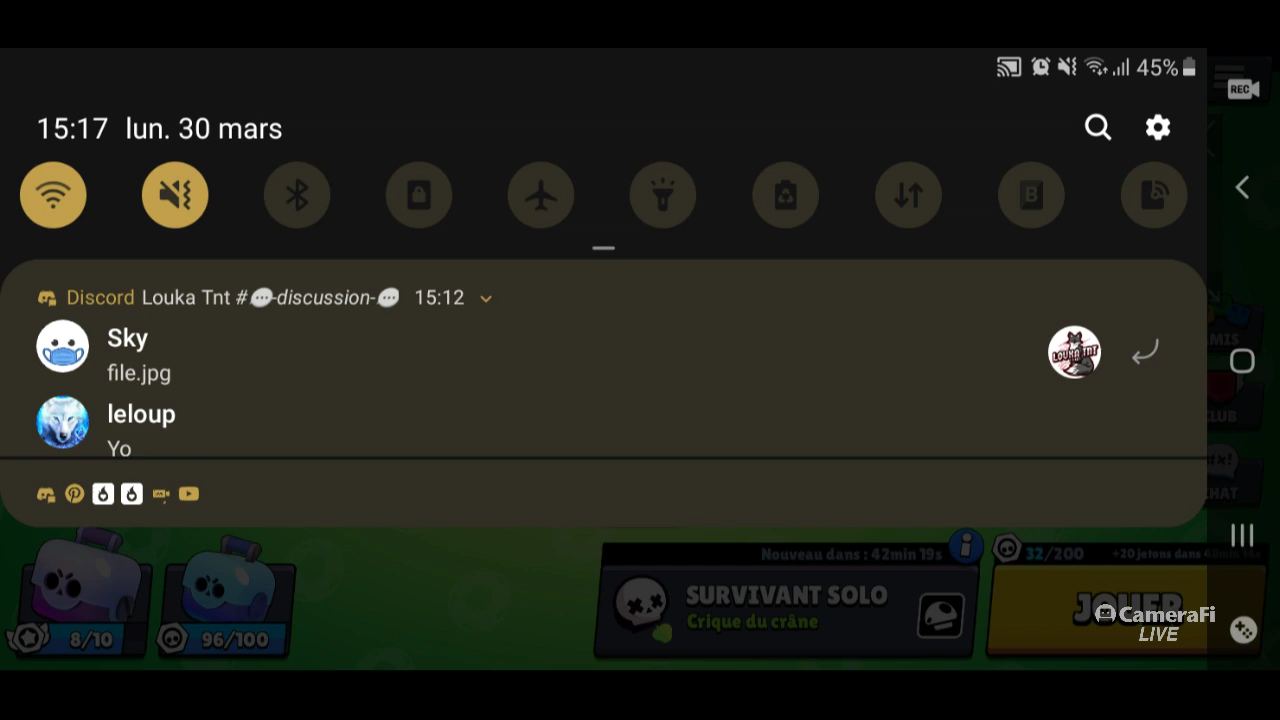 45%
REC
15:17 lun. 30 mars
B
Discord Louka Tnt #💬-discussion-💬 15:12
Sky
file.jpg
LOUKA TNT
leloup
Yo
AMIS
CLUB
CHAT
Nouveau dans : 42min 19s
i
32/200
+20 jetons dans
SURVIVANT SOLO
Crique du crâne
JOUER
8/10
96/100
CameraFi
LIVE